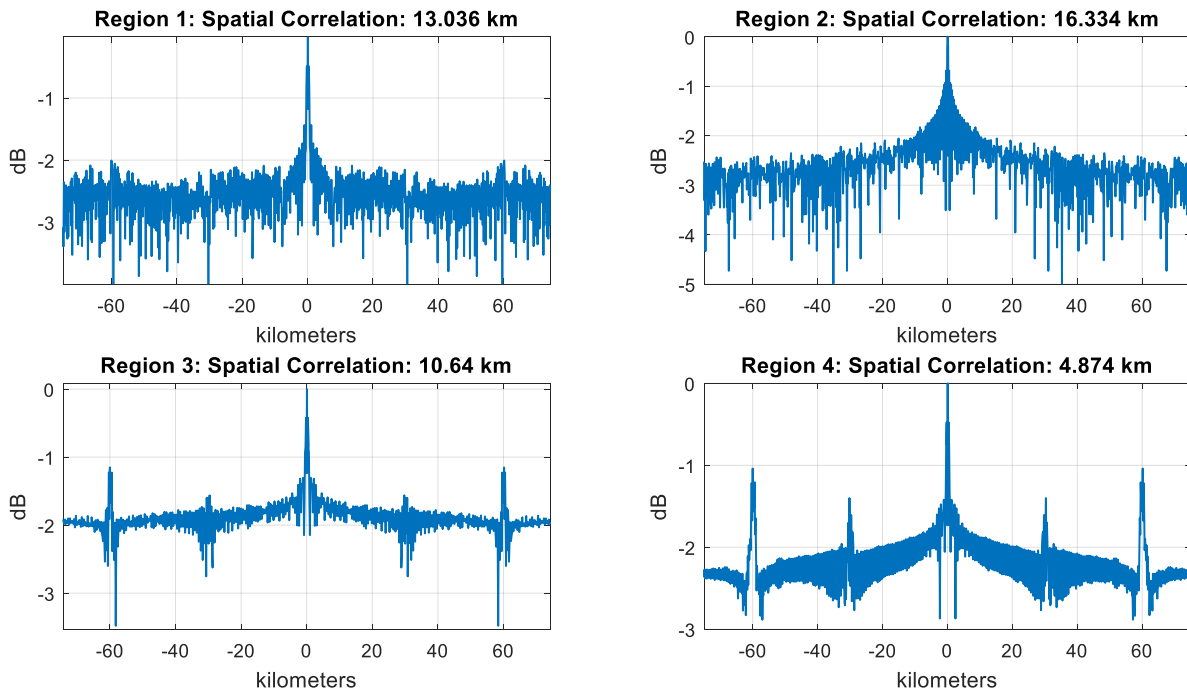 Region 1: Spatial Correlation: 13.036 km
-1
-2
-3
dB
-60 -40 -20 0 20 40 60
kilometers
Region 2: Spatial Correlation: 16.334 km
0
-1
-2
-3
-4
-5
dB
-60 -40 -20 0 20 40 60
kilometers
Region 3: Spatial Correlation: 10.64 km
0
-1
-2
-3
dB
-60 -40 -20 0 20 40 60
kilometers
Region 4: Spatial Correlation: 4.874 km
0
-1
-2
-3
dB
-60 -40 -20 0 20 40 60
kilometers